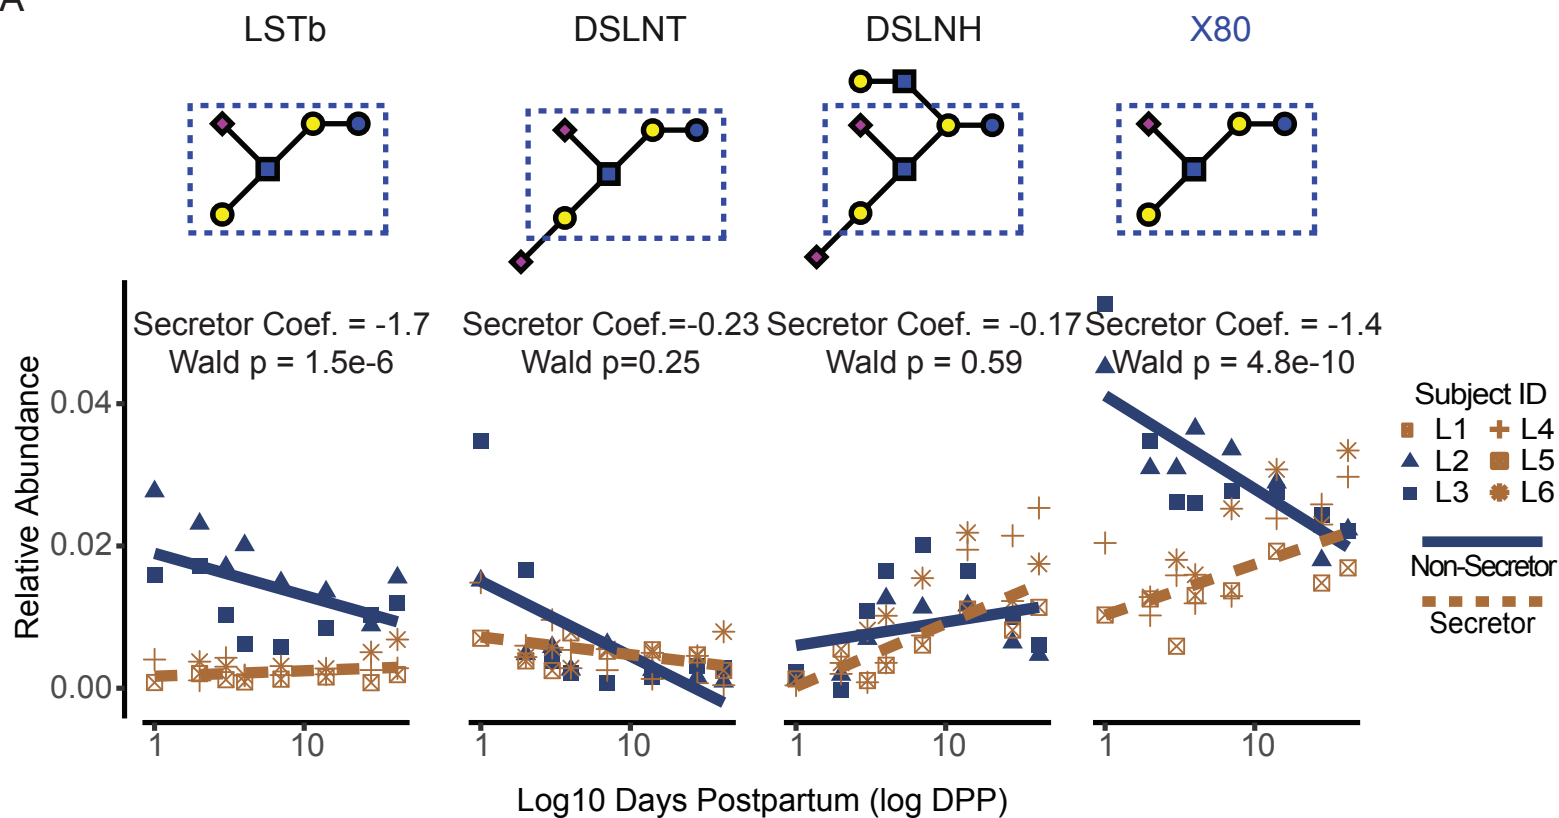 A
LSTb DSLNT DSLNH X80
Secretor Coef. = -1.7 Secretor Coef.=-0.23 Secretor Coef. = -0.17 Secretor Coef. = -1.4
Wald p = 1.5e-6 Wald p=0.25 Wald p = 0.59 Wald p = 4.8e-10
Relative Abundance
0.04
0.02
0.00
Subject ID
L1 L4
L2 L5
L3 L6
Non-Secretor
Secretor
1 10 1 10 1 10 1 10
Log10 Days Postpartum (log DPP)